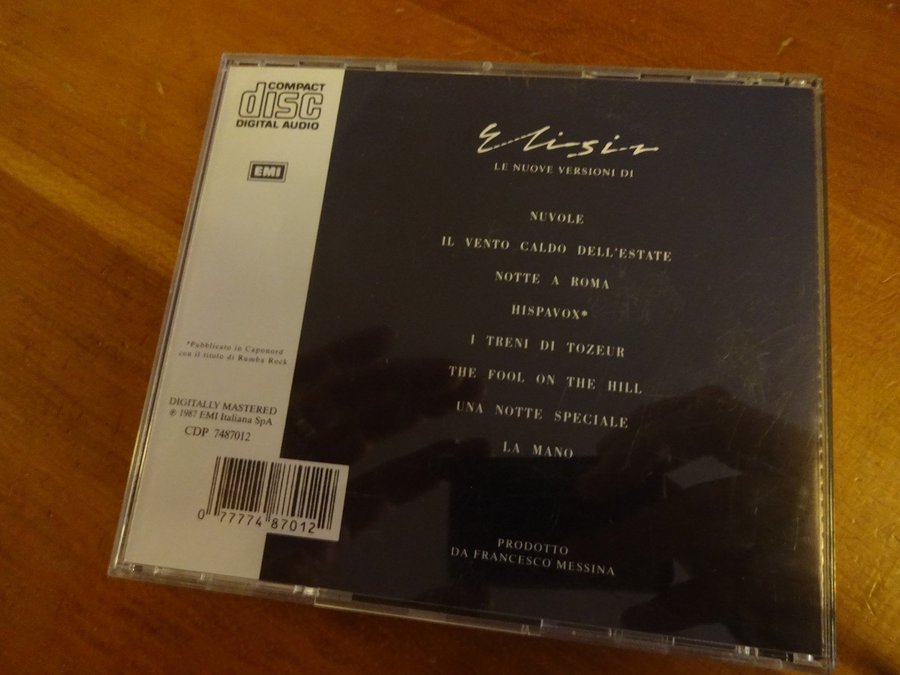 COMPACT
disc
DIGITAL AUDIO
EMI
*Pubblicato in Caponord
con il titolo di Rumba Rock
DIGITALLY MASTERED
℗ 1987 EMI Italiana SpA
CDP 7487012
0 77774 87012
Elisir
LE NUOVE VERSIONI DI
NUVOLE
IL VENTO CALDO DELL'ESTATE
NOTTE A ROMA
HISPAVOX*
I TRENI DI TOZEUR
THE FOOL ON THE HILL
UNA NOTTE SPECIALE
LA MANO
PRODOTTO
DA FRANCESCO MESSINA